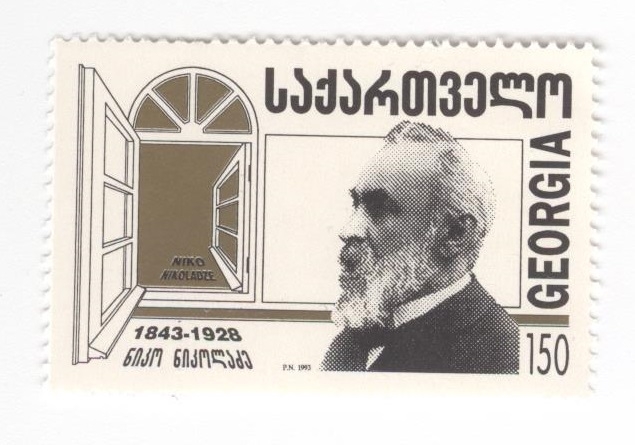 საქართველო
GEORGIA
NIKO
NIKOLADZE
1843-1928
ნიკო ნიკოლაძე
P.N. 1993
150